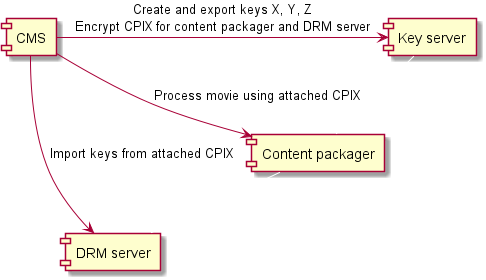 Create and export keys X, Y, Z
Encrypt CPIX for content packager and DRM server
CMS
Key server
Process movie using attached CPIX
Content packager
Import keys from attached CPIX
DRM server